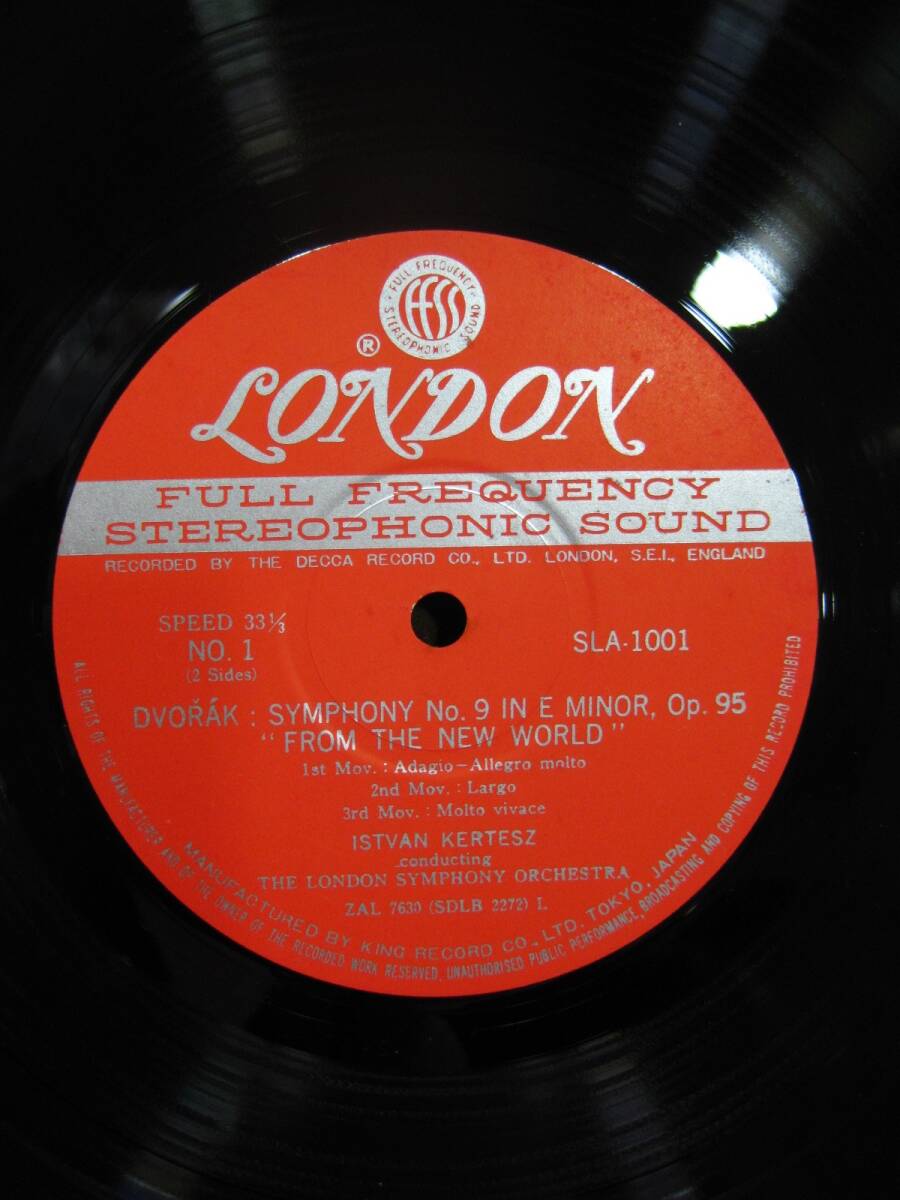 FULL FREQUENCY
ffss
STEREOPHONIC SOUND
®
LONDON
FULL FREQUENCY
STEREOPHONIC SOUND
RECORDED BY THE DECCA RECORD CO., LTD. LONDON, S.E.I., ENGLAND
SPEED 33⅓
NO. 1
(2 Sides)
SLA-1001
DVOŘÁK : SYMPHONY No. 9 IN E MINOR, Op. 95
"FROM THE NEW WORLD"
1st Mov. : Adagio–Allegro molto
2nd Mov. : Largo
3rd Mov. : Molto vivace
ISTVAN KERTESZ
conducting
THE LONDON SYMPHONY ORCHESTRA
ZAL 7630 (SDLB 2272) L
MANUFACTURED BY KING RECORD CO., LTD. TOKYO, JAPAN
ALL RIGHTS OF THE MANUFACTURER AND OF THE OWNER OF THE RECORDED WORK RESERVED, UNAUTHORISED PUBLIC PERFORMANCE, BROADCASTING AND COPYING OF THIS RECORD PROHIBITED